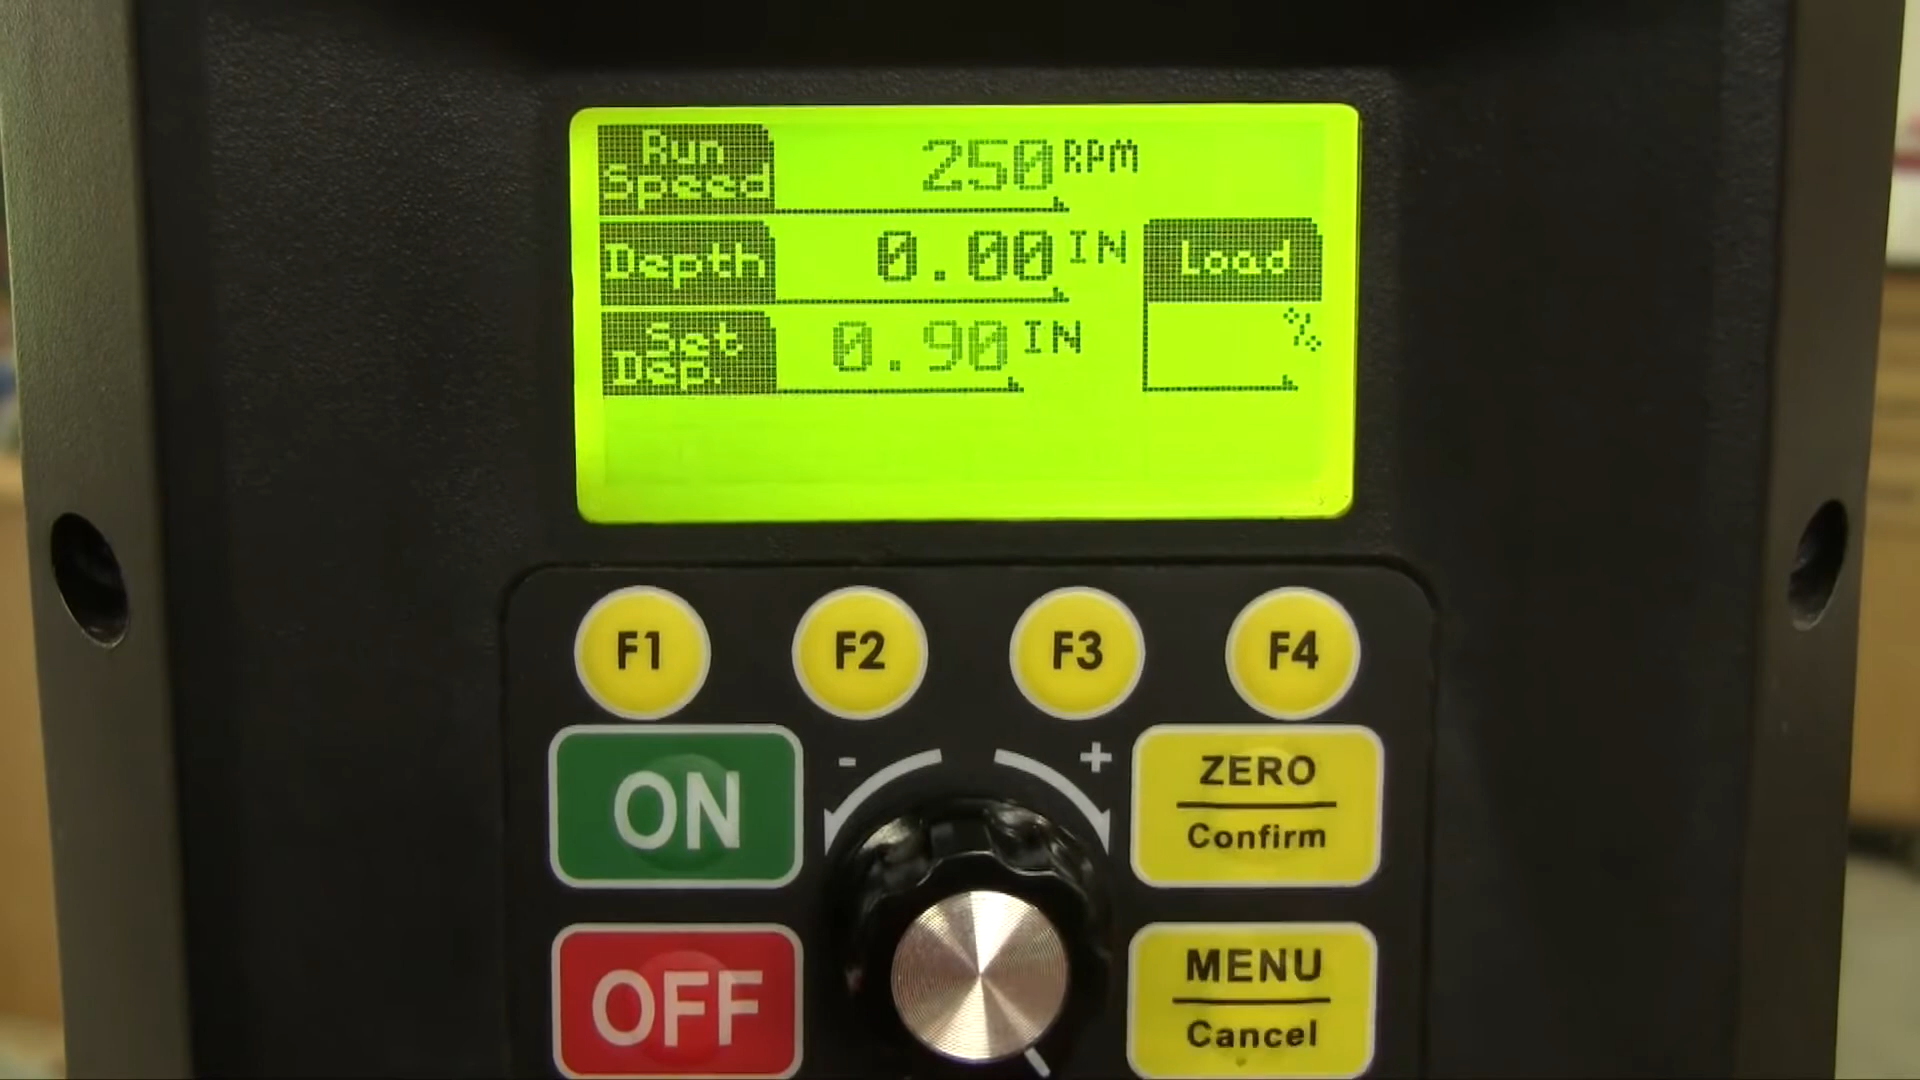 Run
Speed
250 RPM
Depth
0.00 IN
Set
Dep.
0.90 IN
Load
%
F1
F2
F3
F4
ON
- +
ZERO
Confirm
OFF
MENU
Cancel